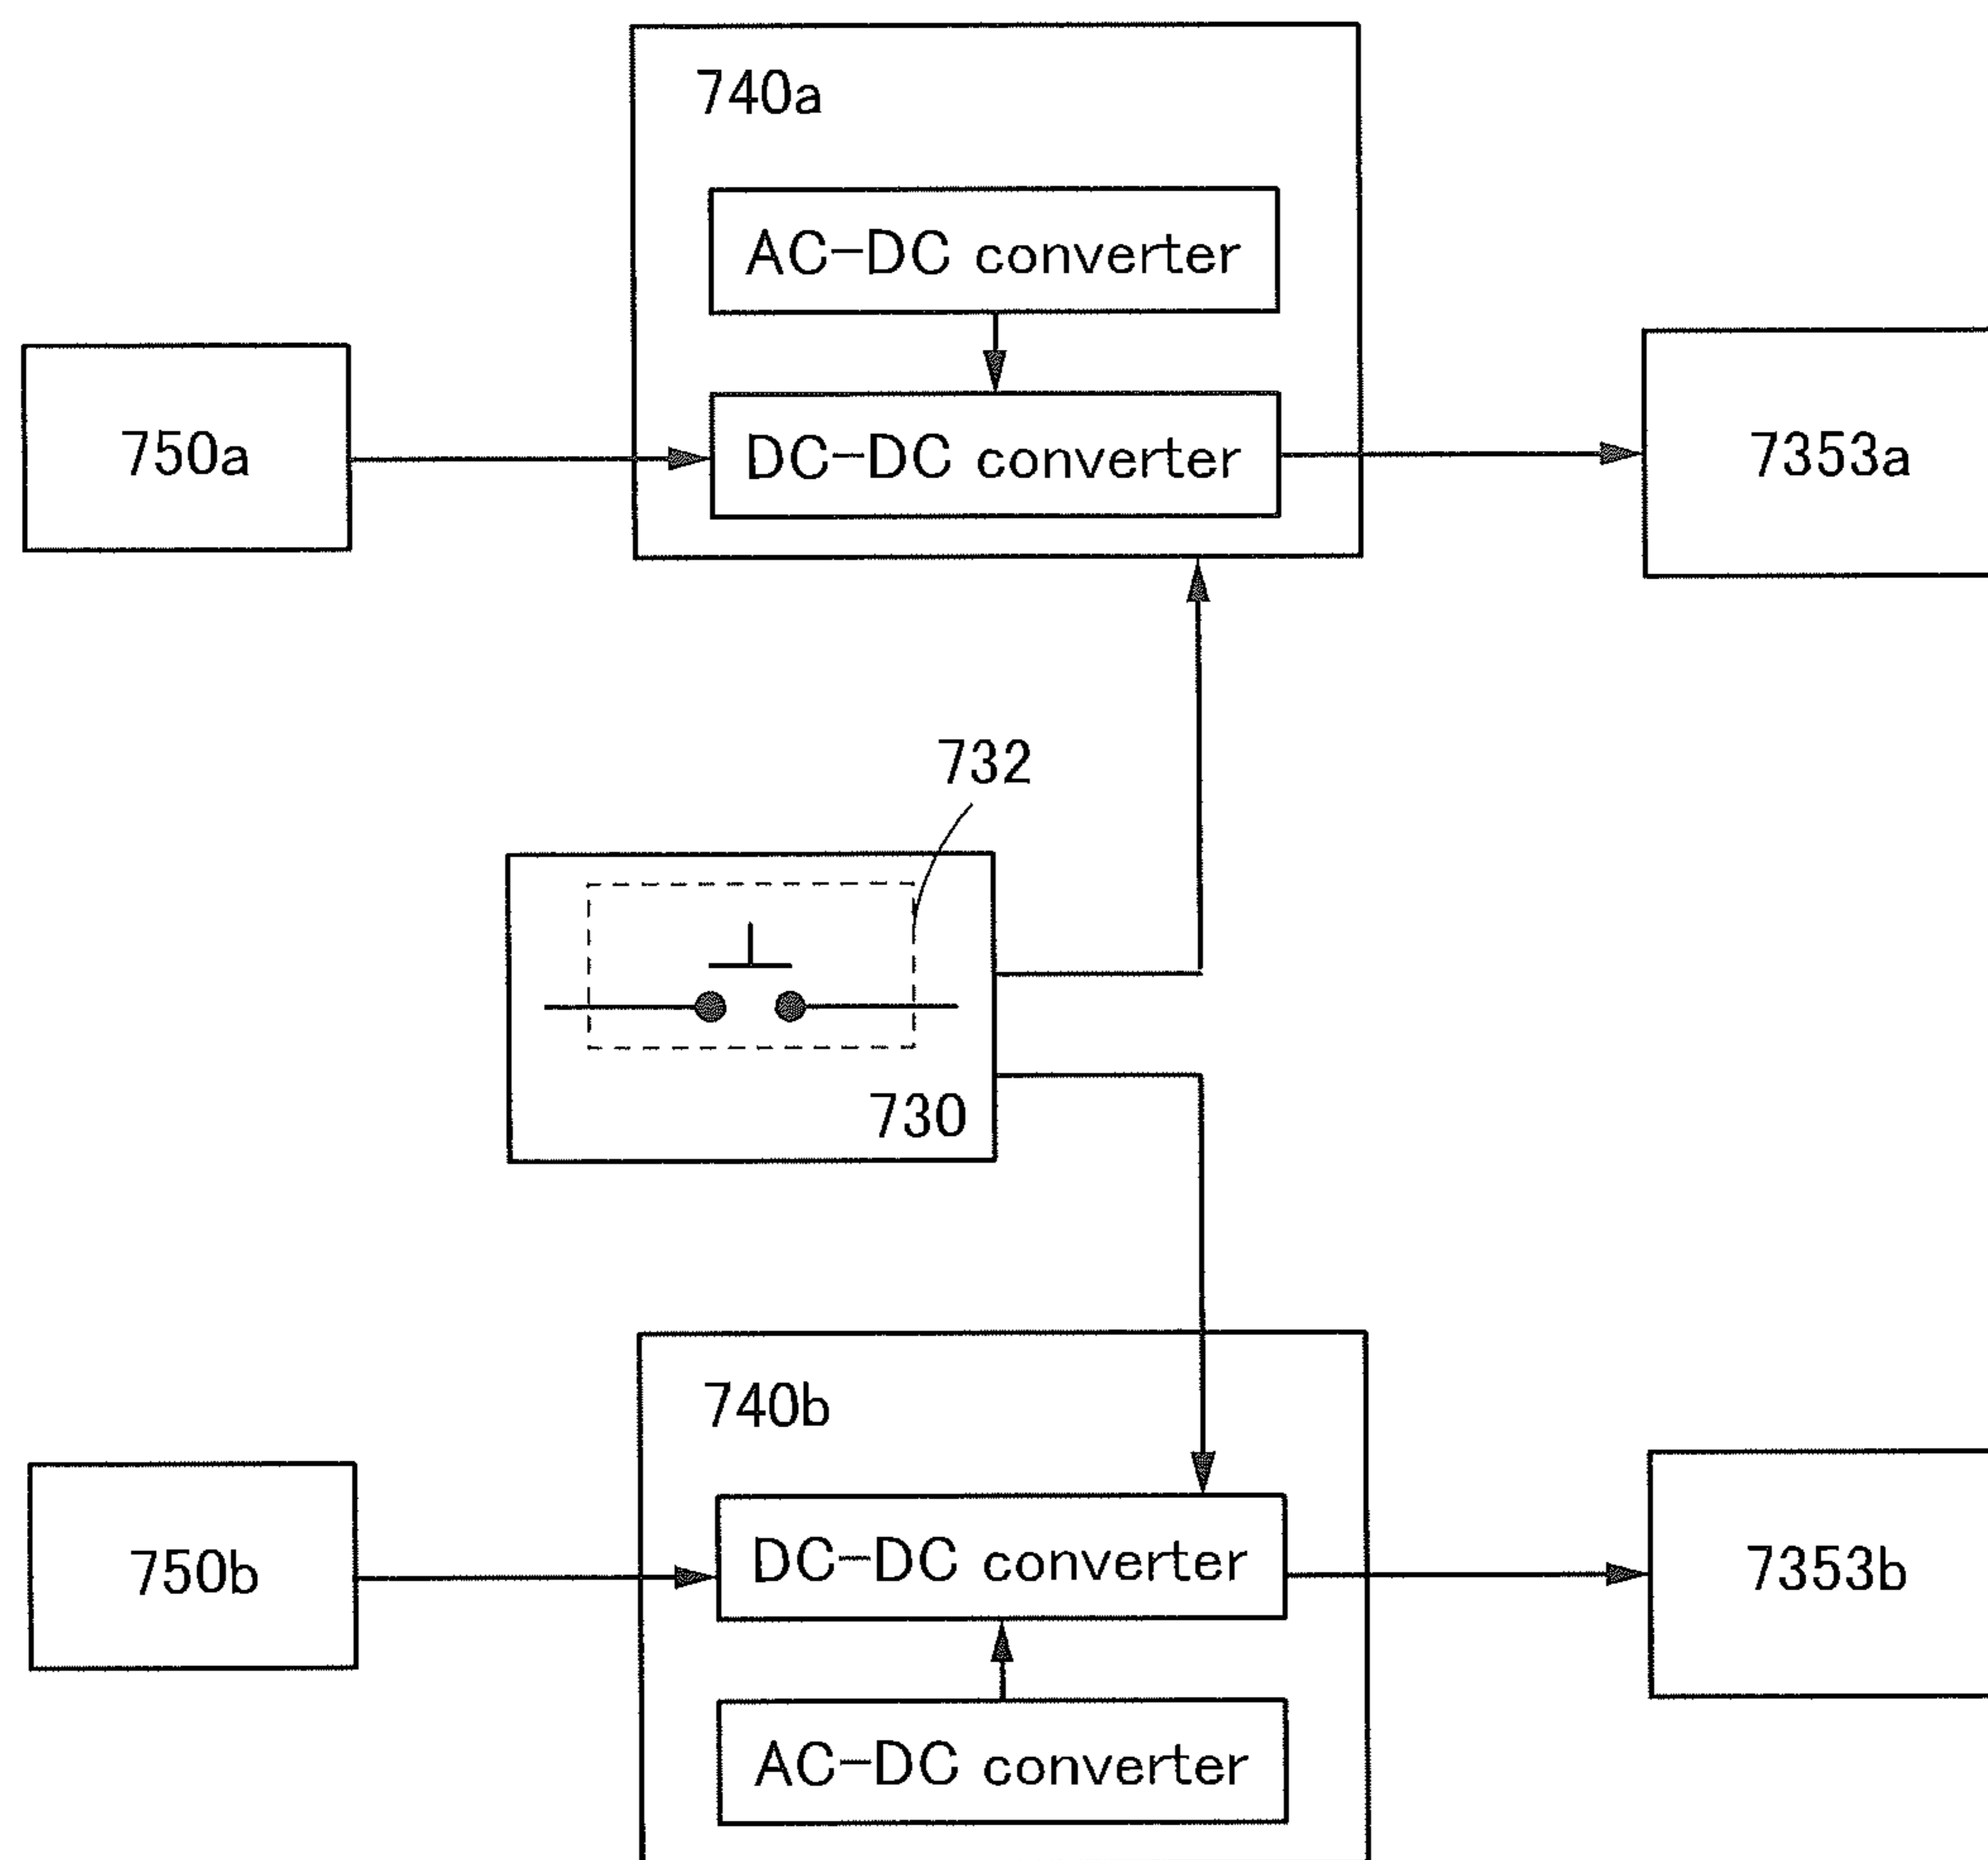 740a
AC-DC converter
750a
DC-DC converter
7353a
732
730
740b
750b
DC-DC converter
7353b
AC-DC converter